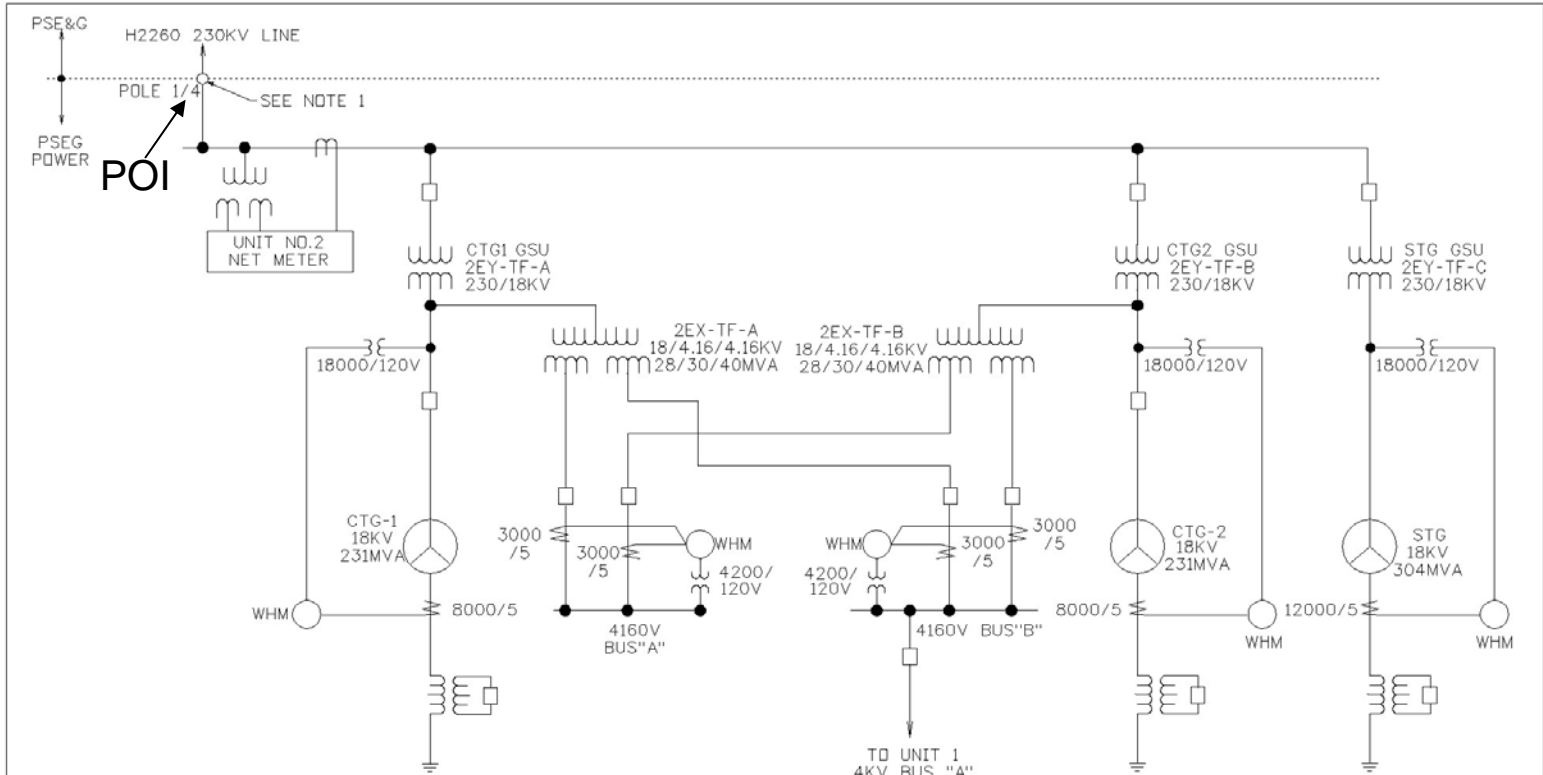 PSE&G
H2260 230KV LINE
POLE 1/4
SEE NOTE 1
PSEG
POWER
POI
UNIT NO.2
NET METER
CTG1 GSU
2EY-TF-A
230/18KV
CTG2 GSU
2EY-TF-B
230/18KV
STG GSU
2EY-TF-C
230/18KV
2EX-TF-A
18/4.16/4.16KV
28/30/40MVA
2EX-TF-B
18/4.16/4.16KV
28/30/40MVA
18000/120V
18000/120V
18000/120V
CTG-1
18KV
231MVA
3000
/5
3000
/5
WHM
4200/
120V
WHM
4200/
120V
3000
/5
3000
/5
CTG-2
18KV
231MVA
STG
18KV
304MVA
WHM
8000/5
4160V
BUS"A"
4160V BUS"B"
8000/5
WHM
12000/5
WHM
TO UNIT 1
4KV BUS "A"